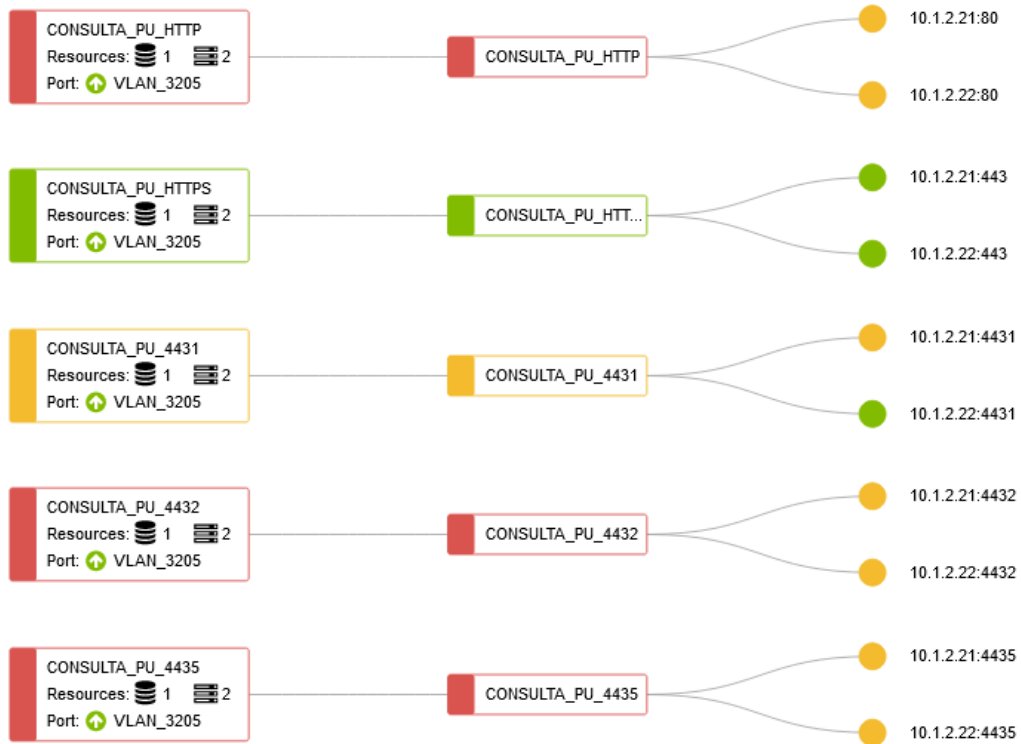 CONSULTA_PU_HTTP
Resources: 1 2
Port: VLAN_3205
CONSULTA_PU_HTTP
10.1.2.21:80
10.1.2.22:80
CONSULTA_PU_HTTPS
Resources: 1 2
Port: VLAN_3205
CONSULTA_PU_HTT...
10.1.2.21:443
10.1.2.22:443
CONSULTA_PU_4431
Resources: 1 2
Port: VLAN_3205
CONSULTA_PU_4431
10.1.2.21:4431
10.1.2.22:4431
CONSULTA_PU_4432
Resources: 1 2
Port: VLAN_3205
CONSULTA_PU_4432
10.1.2.21:4432
10.1.2.22:4432
CONSULTA_PU_4435
Resources: 1 2
Port: VLAN_3205
CONSULTA_PU_4435
10.1.2.21:4435
10.1.2.22:4435